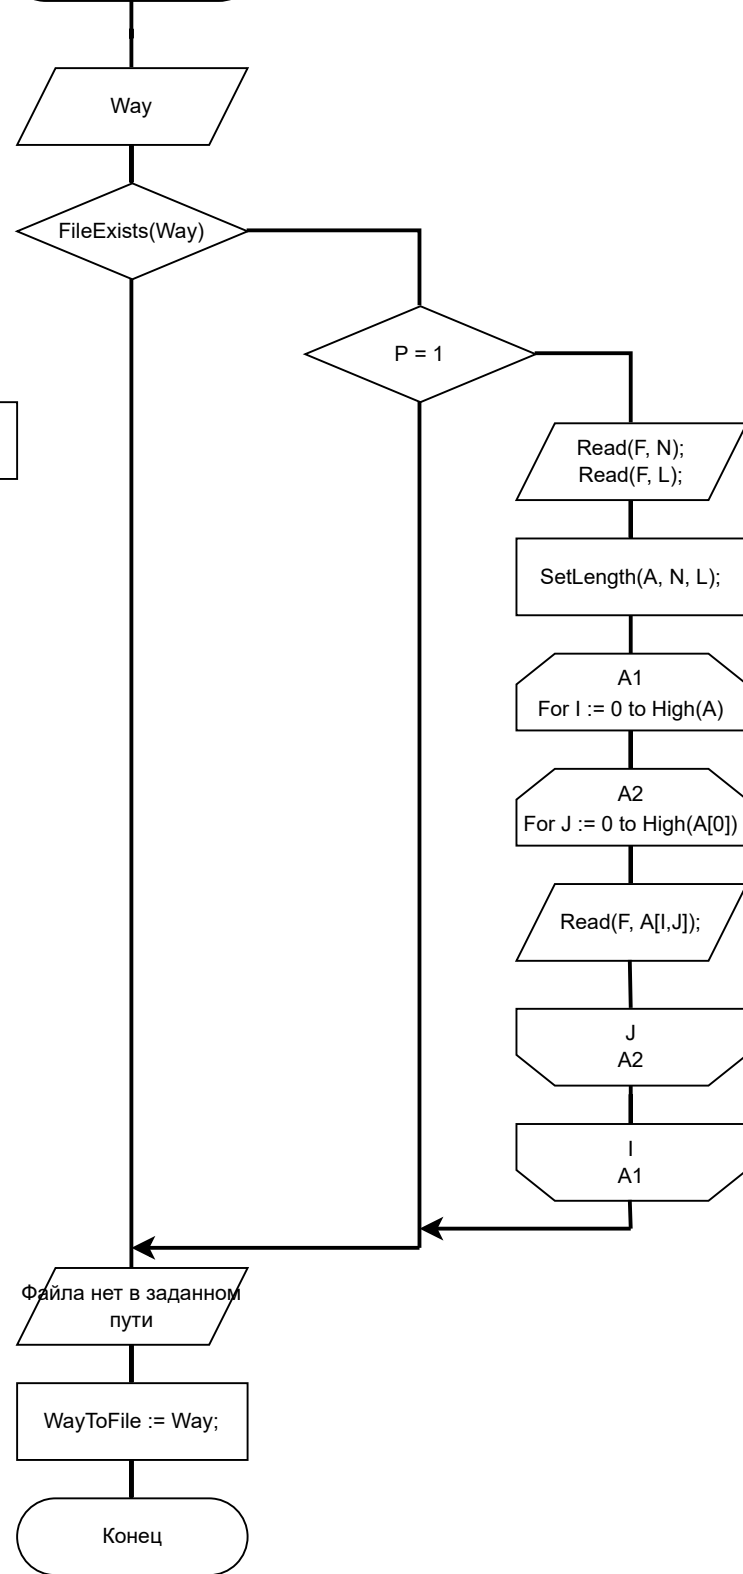 Way
FileExists(Way)
P = 1
Read(F, N);
Read(F, L);
SetLength(A, N, L);
A1
For I := 0 to High(A)
A2
For J := 0 to High(A[0])
Read(F, A[I,J]);
J
A2
I
A1
Файла нет в заданном
пути
WayToFile := Way;
Конец